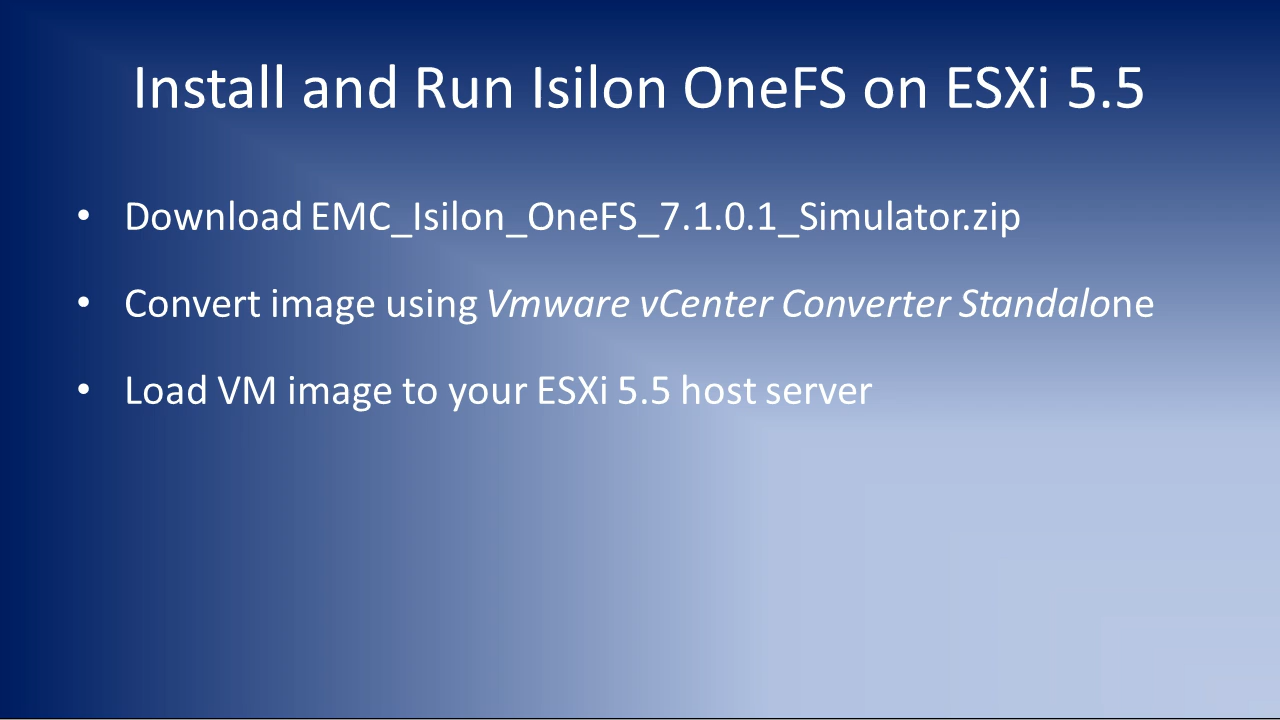 Install and Run Isilon OneFS on ESXi 5.5
• Download EMC_Isilon_OneFS_7.1.0.1_Simulator.zip
• Convert image using Vmware vCenter Converter Standalone
• Load VM image to your ESXi 5.5 host server